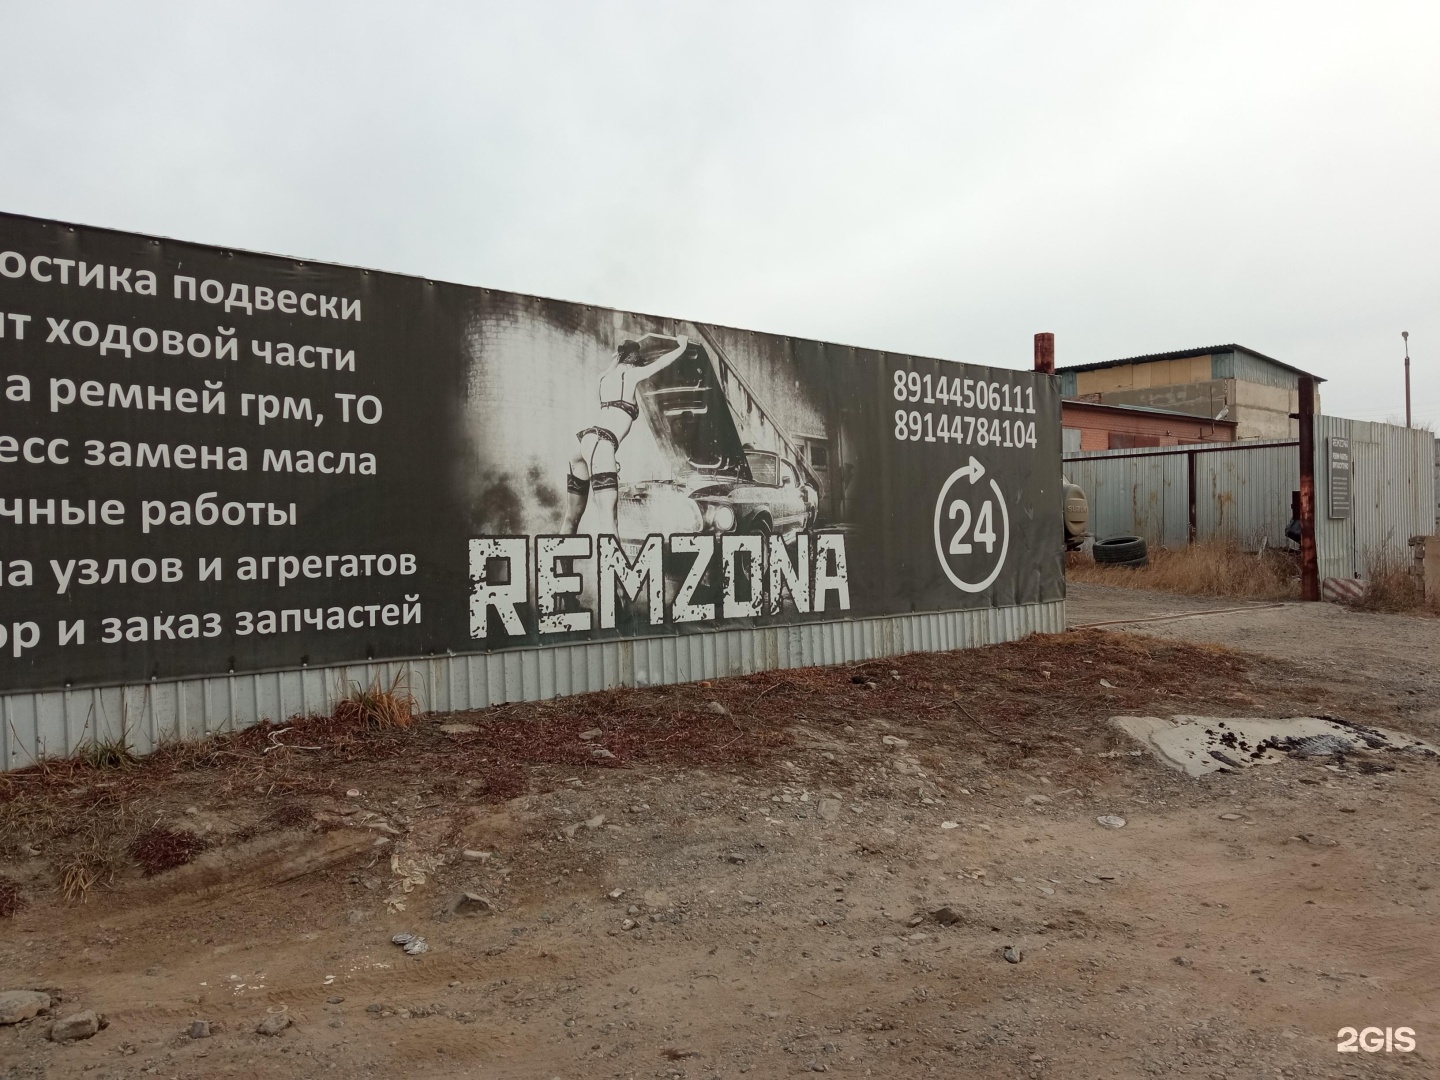 остика подвески
нт ходовой части
а ремней грм, ТО
есс замена масла
чные работы
на узлов и агрегатов
ор и заказ запчастей
REMZONA
89144506111
89144784104
24
2GIS